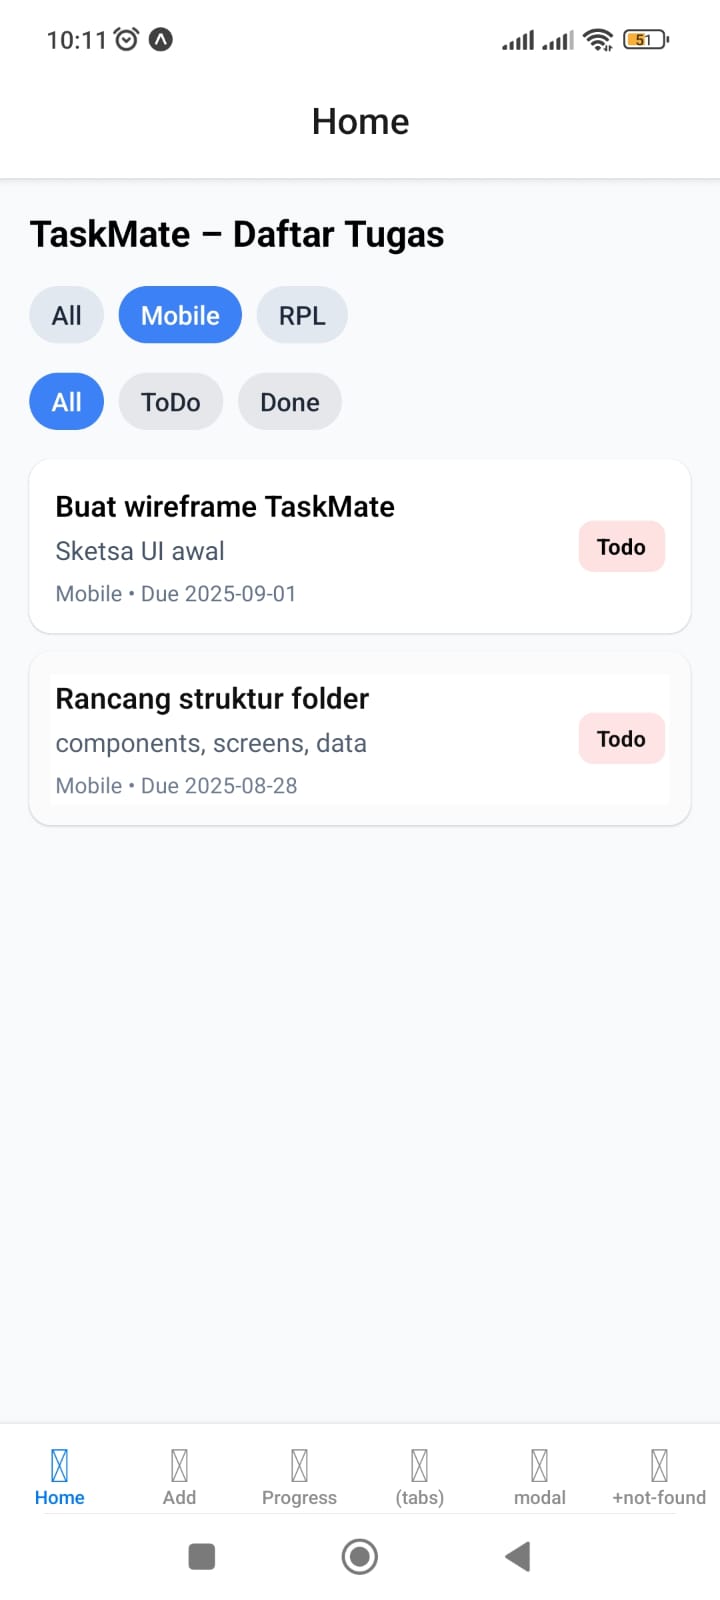 10:11
51
Home
TaskMate – Daftar Tugas
All Mobile RPL
All ToDo Done
Buat wireframe TaskMate
Sketsa UI awal
Mobile • Due 2025-09-01
Todo
Rancang struktur folder
components, screens, data
Mobile • Due 2025-08-28
Todo
Home Add Progress (tabs) modal +not-found